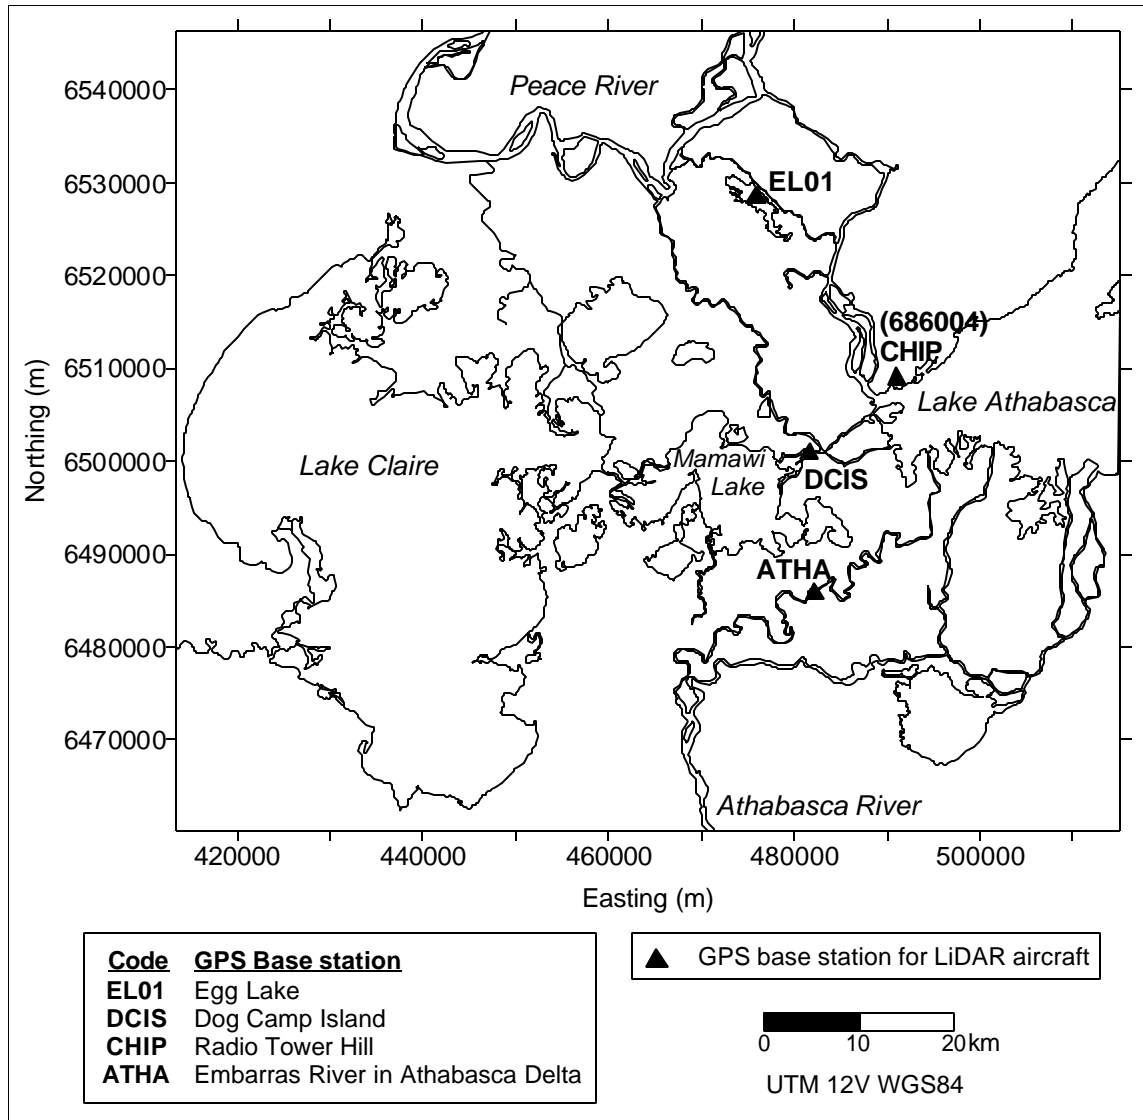 Peace River
6540000
6530000
EL01
6520000
(686004)
CHIP
6510000
Lake Athabasca
Northing (m)
6500000
Lake Claire
Mamawi
Lake
DCIS
6490000
ATHA
6480000
6470000
Athabasca River
420000 440000 460000 480000 500000
Easting (m)
Code GPS Base station
EL01 Egg Lake
DCIS Dog Camp Island
CHIP Radio Tower Hill
ATHA Embarras River in Athabasca Delta
GPS base station for LiDAR aircraft
0 10 20km
UTM 12V WGS84